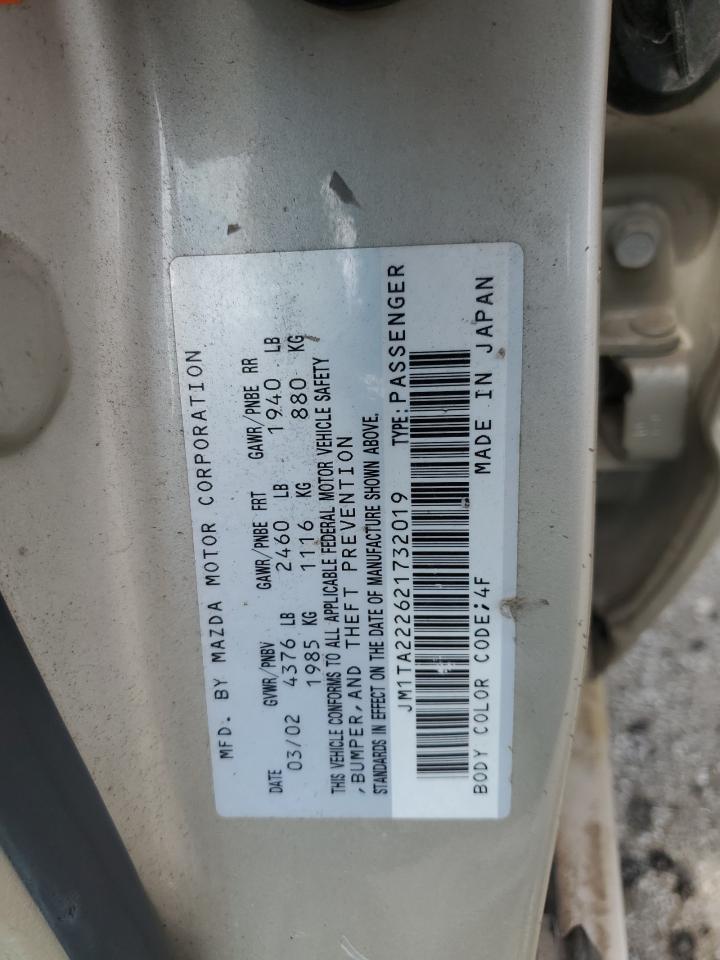 MFD. BY MAZDA MOTOR CORPORATION
DATE GVWR/PNBV GAWR/PNBE FRT GAWR/PNBE RR
03/02 4376 LB 2460 LB 1940 LB
1985 KG 1116 KG 880 KG
THIS VEHICLE CONFORMS TO ALL APPLICABLE FEDERAL MOTOR VEHICLE SAFETY
,BUMPER,AND THEFT PREVENTION
STANDARDS IN EFFECT ON THE DATE OF MANUFACTURE SHOWN ABOVE.
JM1TA222621732019 TYPE:PASSENGER
BODY COLOR CODE;4F MADE IN JAPAN